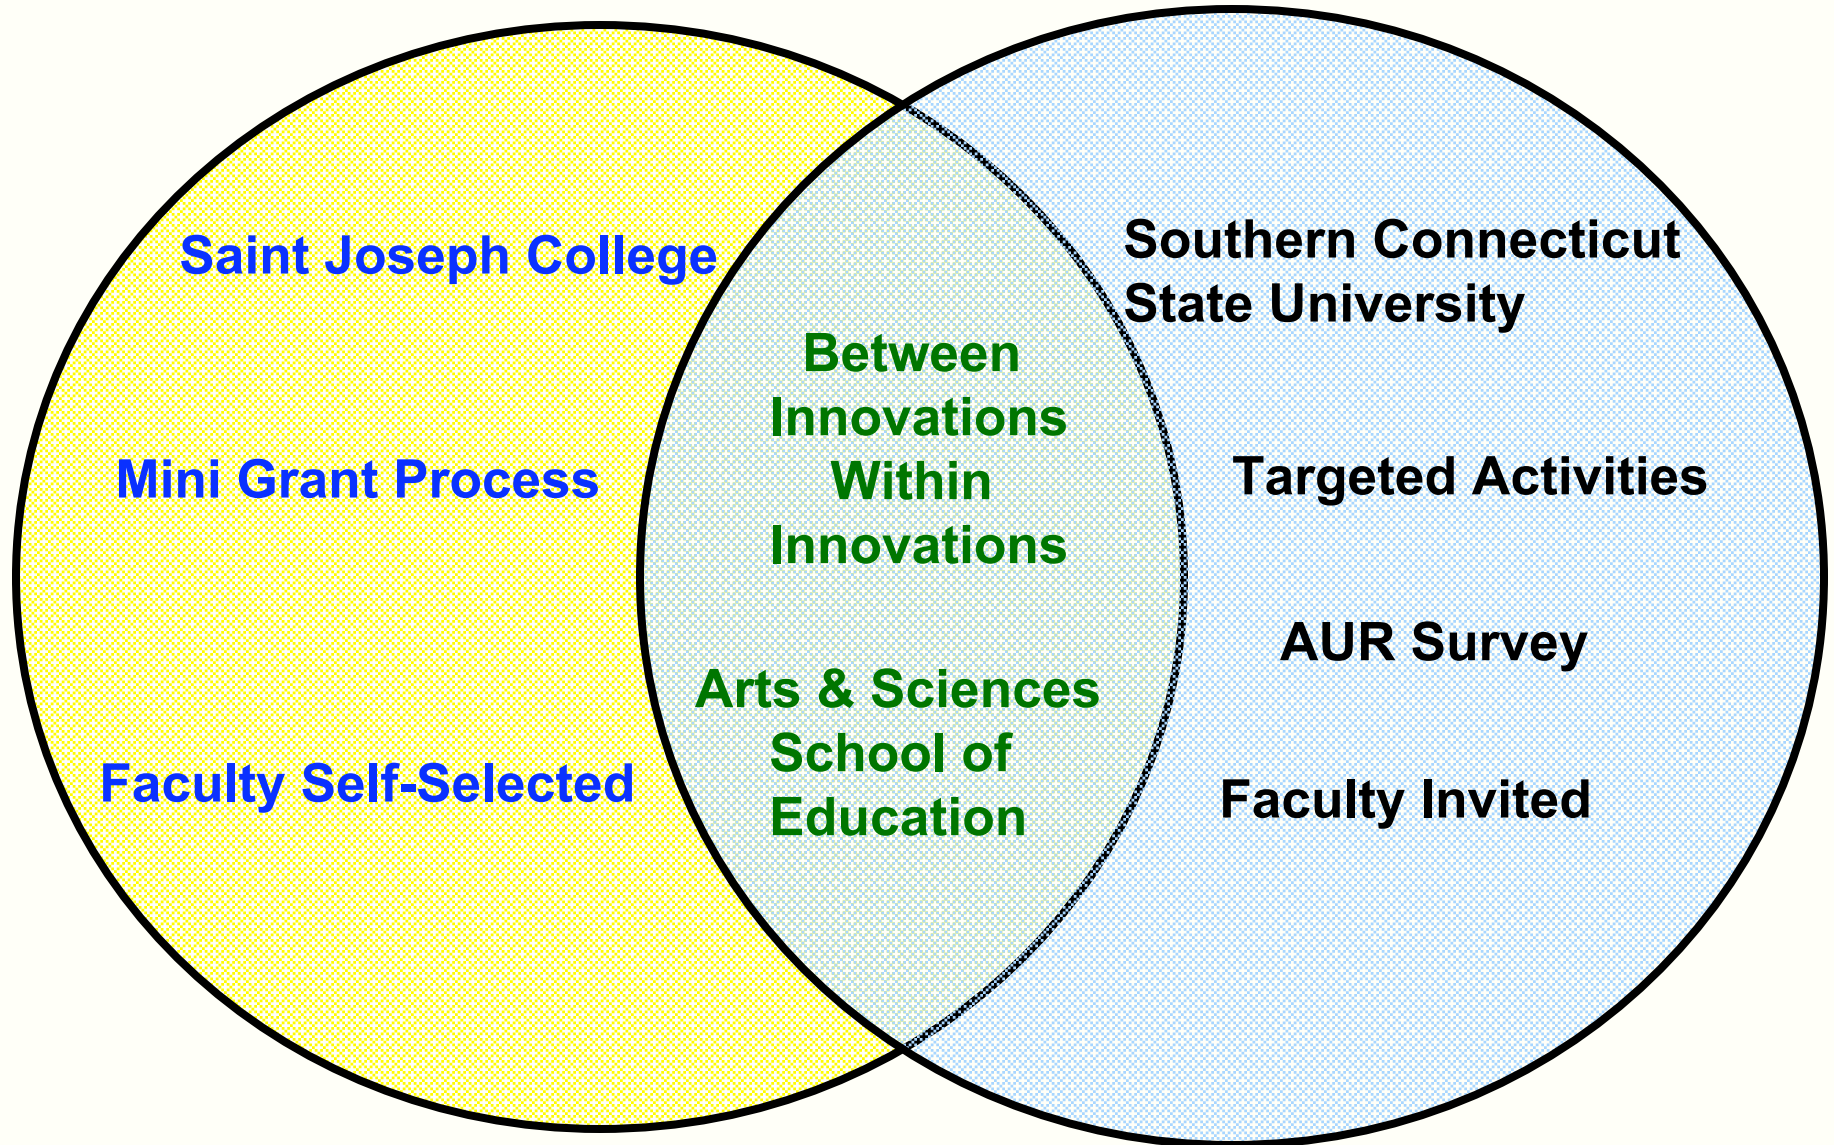 Saint Joseph College
Mini Grant Process
Faculty Self-Selected
Between
Innovations
Within
Innovations
Arts & Sciences
School of
Education
Southern Connecticut
State University
Targeted Activities
AUR Survey
Faculty Invited